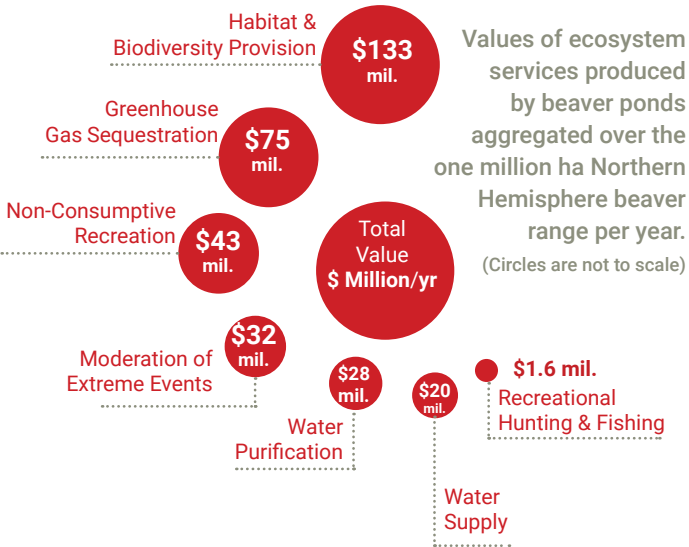 Habitat &
Biodiversity Provision
$133
mil.
Values of ecosystem
services produced
by beaver ponds
aggregated over the
one million ha Northern
Hemisphere beaver
range per year.
(Circles are not to scale)
Greenhouse
Gas Sequestration
$75
mil.
Non-Consumptive
Recreation
$43
mil.
Total
Value
$ Million/yr
Moderation of
Extreme Events
$32
mil.
Water
Purification
$28
mil.
$20
mil.
Water
Supply
$1.6 mil.
Recreational
Hunting & Fishing